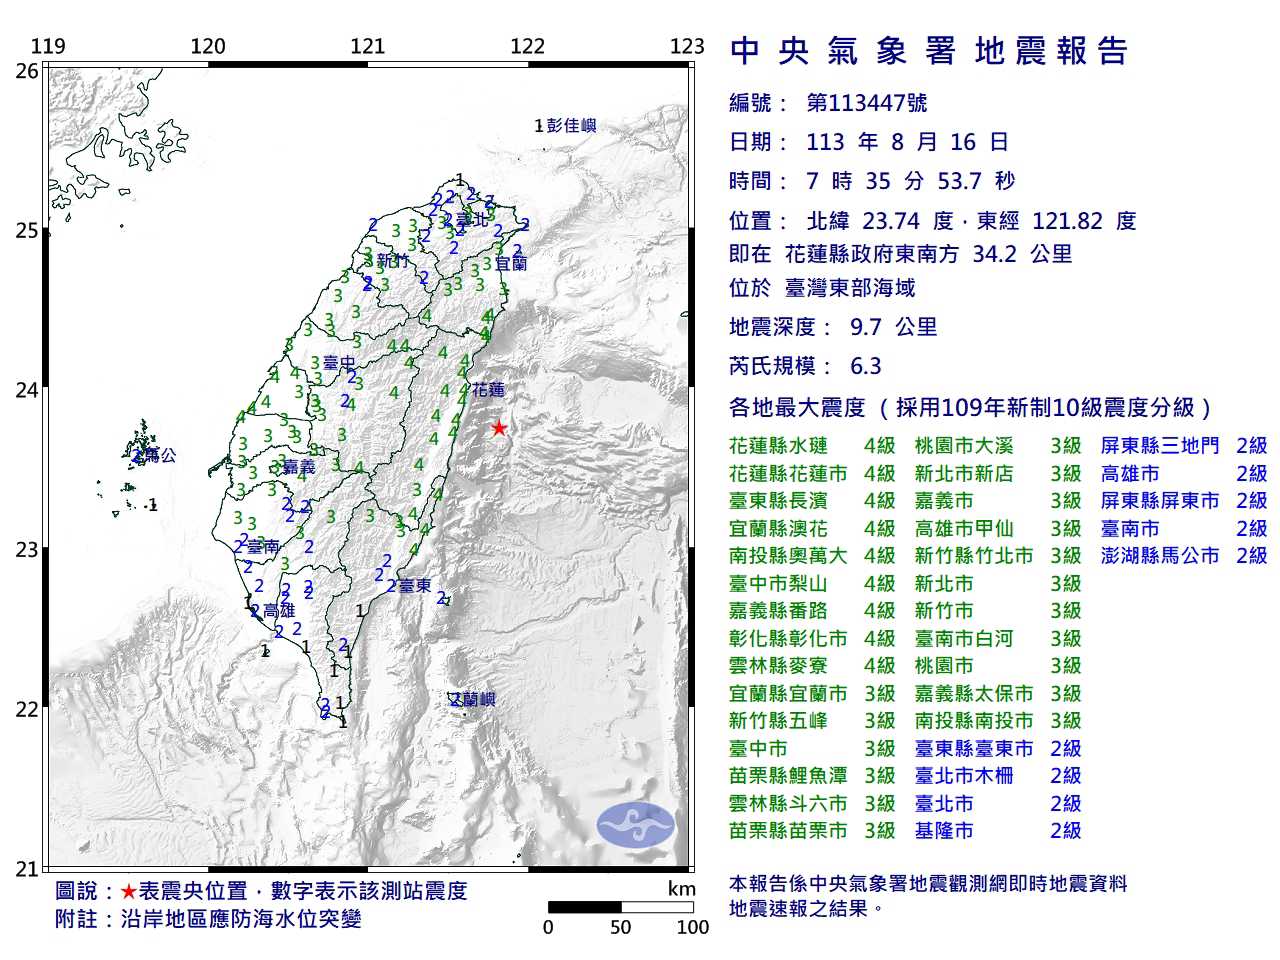 中央氣象署地震報告
編號： 第113447號
日期： 113 年 8 月 16 日
時間： 7 時 35 分 53.7 秒
位置： 北緯 23.74 度．東經 121.82 度
即在 花蓮縣政府東南方 34.2 公里
位於 臺灣東部海域
地震深度： 9.7 公里
芮氏規模： 6.3
各地最大震度（採用109年新制10級震度分級）
花蓮縣水璉 4級 桃園市大溪 3級 屏東縣三地門 2級
花蓮縣花蓮市 4級 新北市新店 3級 高雄市 2級
臺東縣長濱 4級 嘉義市 3級 屏東縣屏東市 2級
宜蘭縣澳花 4級 高雄市甲仙 3級 臺南市 2級
南投縣奧萬大 4級 新竹縣竹北市 3級 澎湖縣馬公市 2級
臺中市梨山 4級 新北市 3級
嘉義縣番路 4級 新竹市 3級
彰化縣彰化市 4級 臺南市白河 3級
雲林縣麥寮 4級 桃園市 3級
宜蘭縣宜蘭市 3級 嘉義縣太保市 3級
新竹縣五峰 3級 南投縣南投市 3級
臺中市 3級 臺東縣臺東市 2級
苗栗縣鯉魚潭 3級 臺北市木柵 2級
雲林縣斗六市 3級 臺北市 2級
苗栗縣苗栗市 3級 基隆市 2級
本報告係中央氣象署地震觀測網即時地震資料
地震速報之結果。
119 120 121 122 123
26
25
24
23
22
21
1彭佳嶼
臺北
新竹
宜蘭
臺中
花蓮
2馬公
嘉義
臺南
臺東
2高雄
2蘭嶼
圖說：★表震央位置．數字表示該測站震度
附註：沿岸地區應防海水位突變
km
0 50 100